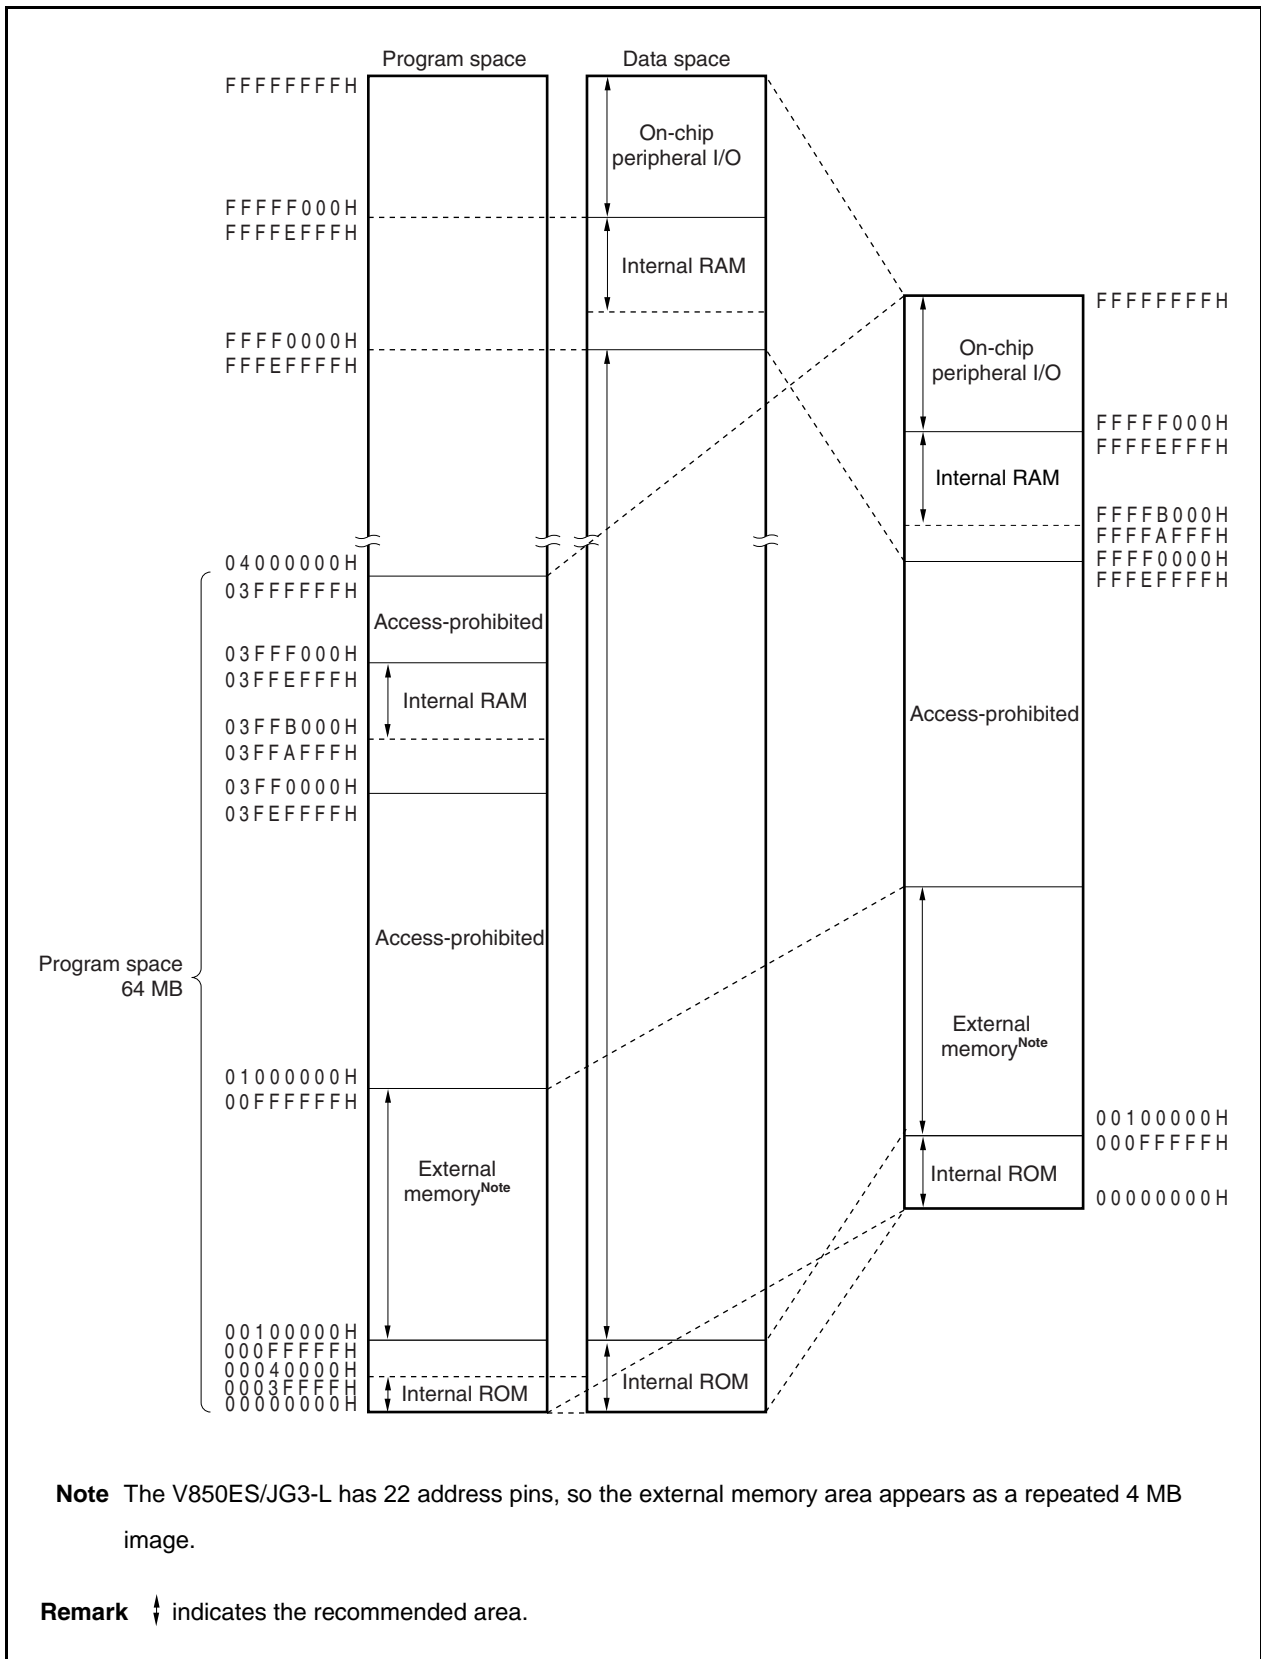 Program space
Data space
FFFFFFFFH
On-chip
peripheral I/O
FFFFF000H
FFFFEFFFH
Internal RAM
FFFF0000H
FFFEFFFFH
FFFFFFFFH
On-chip
peripheral I/O
FFFFF000H
FFFFEFFFH
Internal RAM
FFFFB000H
FFFFAFFFH
FFFF0000H
FFFEFFFFH
04000000H
03FFFFFFH
Access-prohibited
03FFF000H
03FFEFFFH
Internal RAM
03FFB000H
03FFAFFFH
03FF0000H
03FEFFFFH
Access-prohibited
Access-prohibited
Program space
64 MB
01000000H
00FFFFFFH
External
memoryNote
External
memoryNote
00100000H
000FFFFFH
Internal ROM
00000000H
00100000H
000FFFFFH
00040000H
0003FFFFH
00000000H
Internal ROM
Internal ROM
Note The V850ES/JG3-L has 22 address pins, so the external memory area appears as a repeated 4 MB
image.
Remark indicates the recommended area.